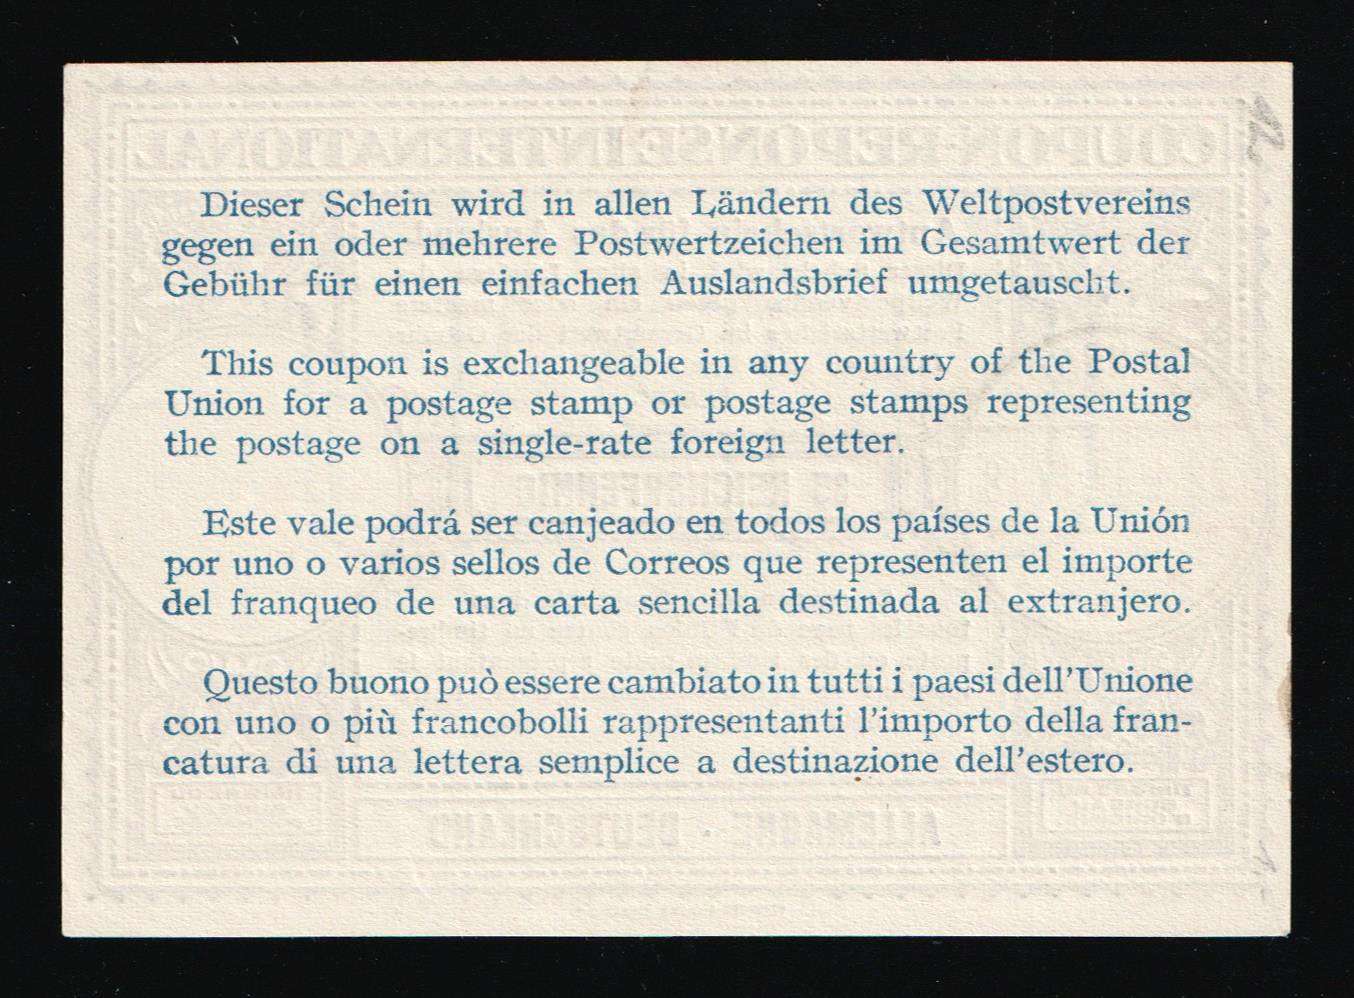 Dieser Schein wird in allen Ländern des Weltpostvereins
gegen ein oder mehrere Postwertzeichen im Gesamtwert der
Gebühr für einen einfachen Auslandsbrief umgetauscht.
This coupon is exchangeable in any country of the Postal
Union for a postage stamp or postage stamps representing
the postage on a single-rate foreign letter.
Este vale podrá ser canjeado en todos los países de la Unión
por uno o varios sellos de Correos que representen el importe
del franqueo de una carta sencilla destinada al extranjero.
Questo buono può essere cambiato in tutti i paesi dell'Unione
con uno o più francobolli rappresentanti l'importo della fran-
catura di una lettera semplice a destinazione dell'estero.